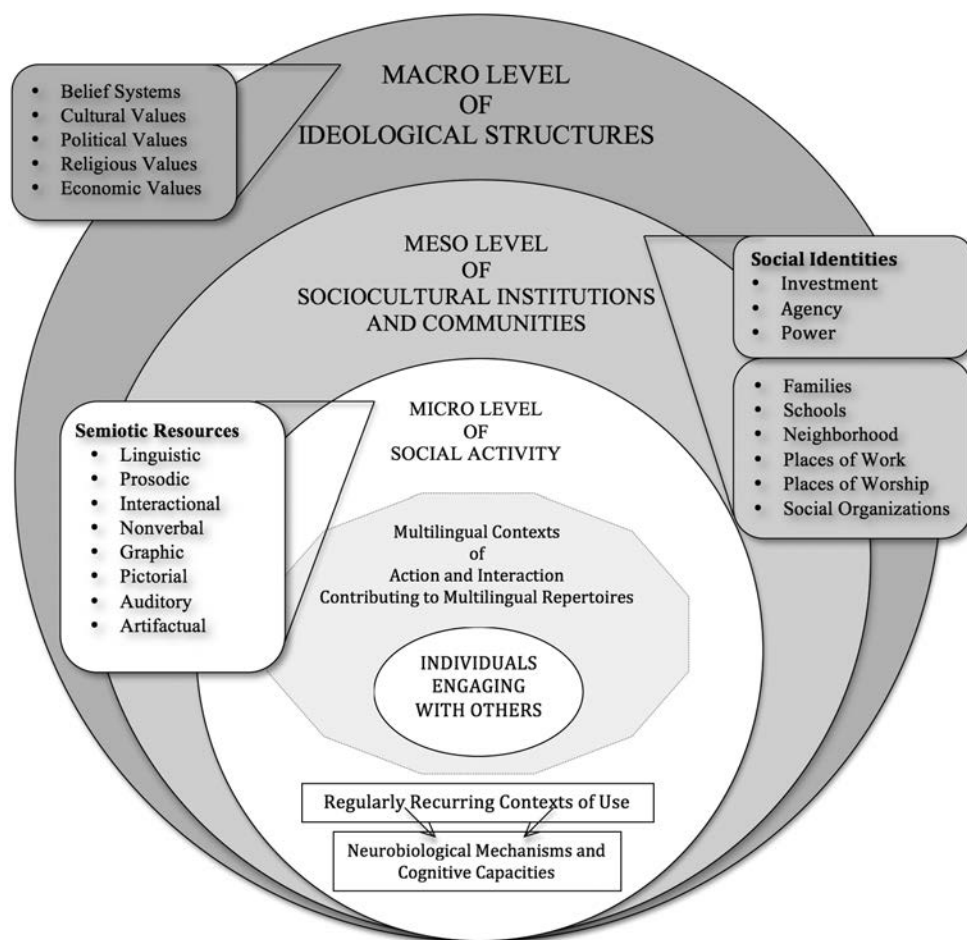 MACRO LEVEL
OF
IDEOLOGICAL STRUCTURES
• Belief Systems
• Cultural Values
• Political Values
• Religious Values
• Economic Values
MESO LEVEL
OF
SOCIOCULTURAL INSTITUTIONS
AND COMMUNITIES
Social Identities
• Investment
• Agency
• Power
• Families
• Schools
• Neighborhood
• Places of Work
• Places of Worship
• Social Organizations
MICRO LEVEL
OF
SOCIAL ACTIVITY
Semiotic Resources
• Linguistic
• Prosodic
• Interactional
• Nonverbal
• Graphic
• Pictorial
• Auditory
• Artifactual
Multilingual Contexts
of
Action and Interaction
Contributing to Multilingual Repertoires
INDIVIDUALS
ENGAGING
WITH OTHERS
Regularly Recurring Contexts of Use
Neurobiological Mechanisms and
Cognitive Capacities